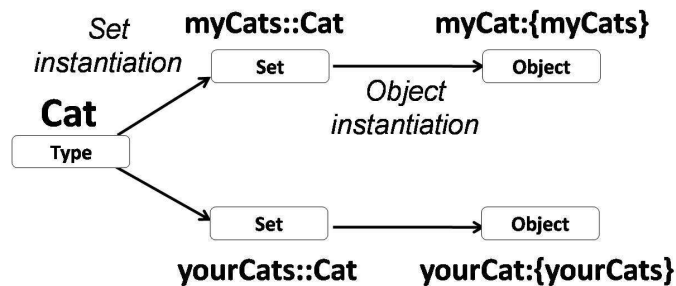 myCats::Cat
myCat:{myCats}
Set
instantiation
Set
Object
Object
instantiation
Cat
Type
Set
Object
yourCats::Cat
yourCat:{yourCats}